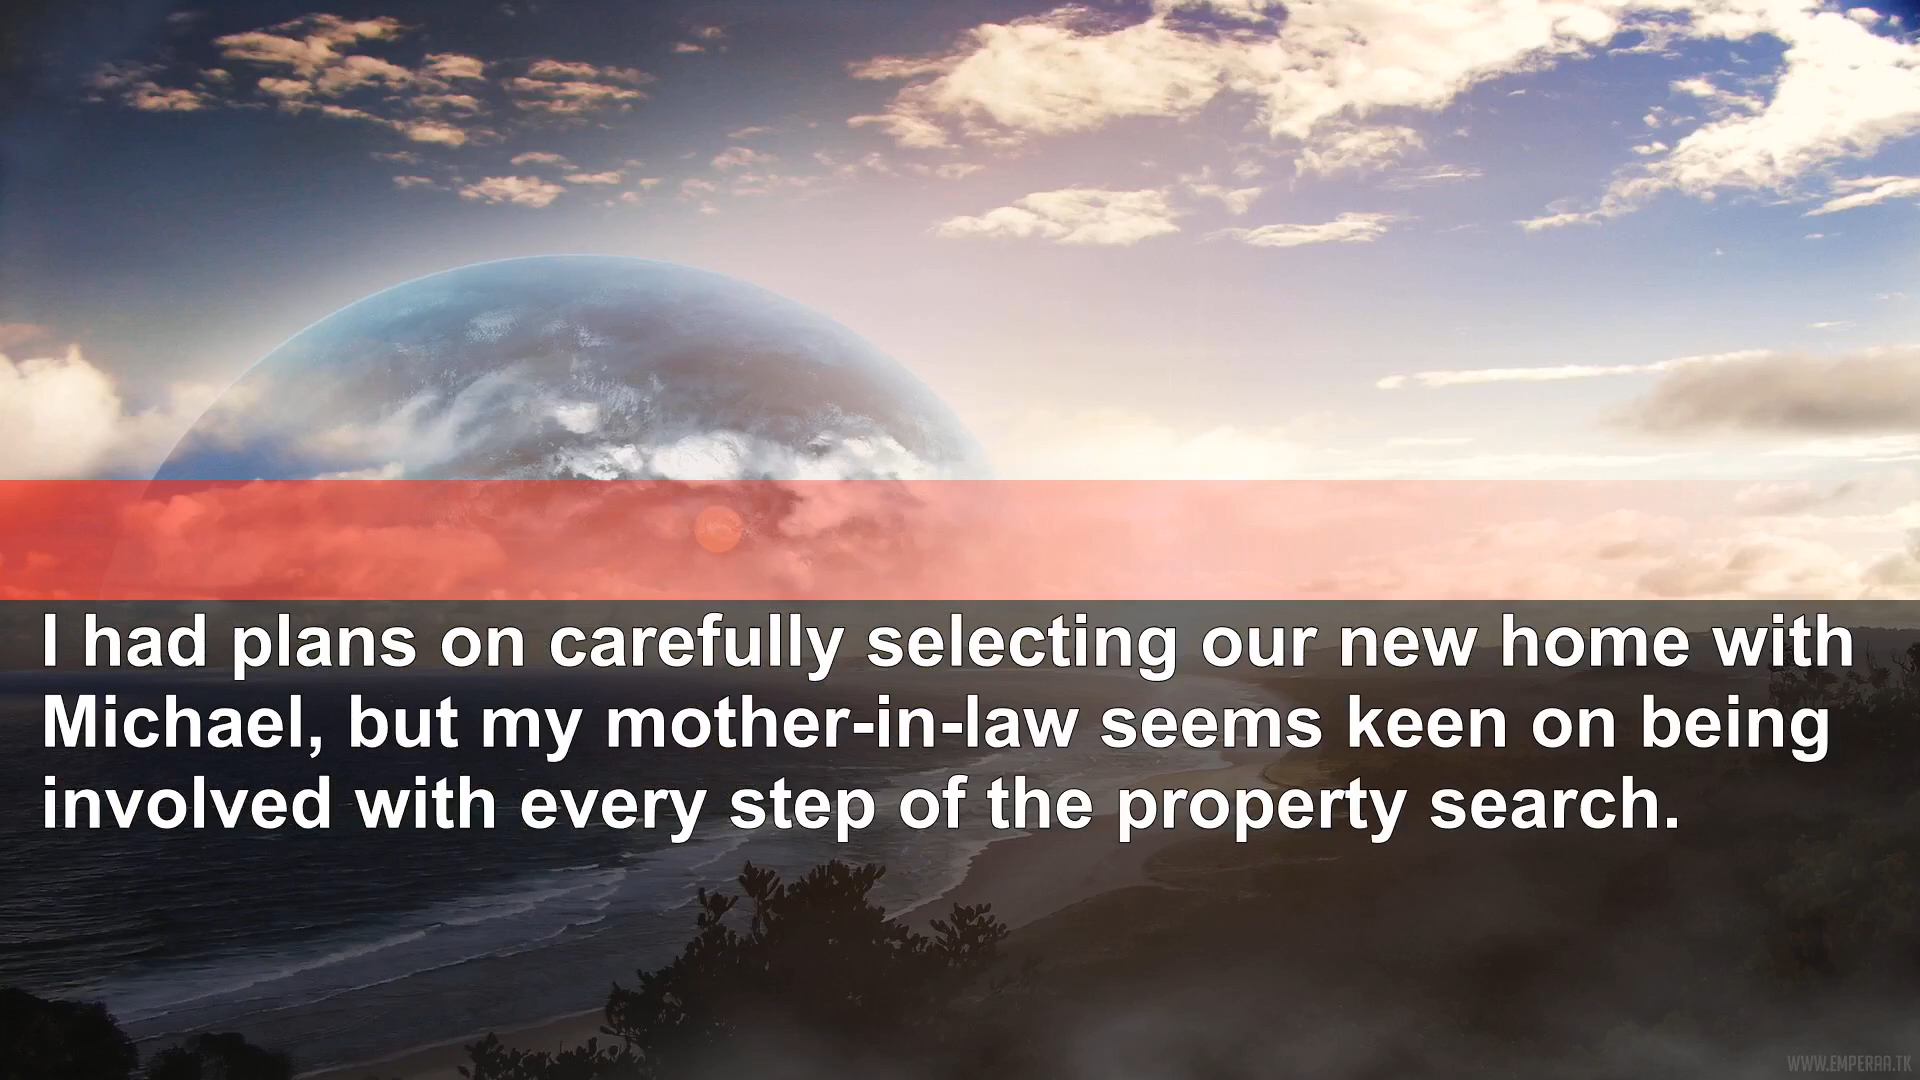 I had plans on carefully selecting our new home with
Michael, but my mother-in-law seems keen on being
involved with every step of the property search.
WWW.EMPERAA.TK